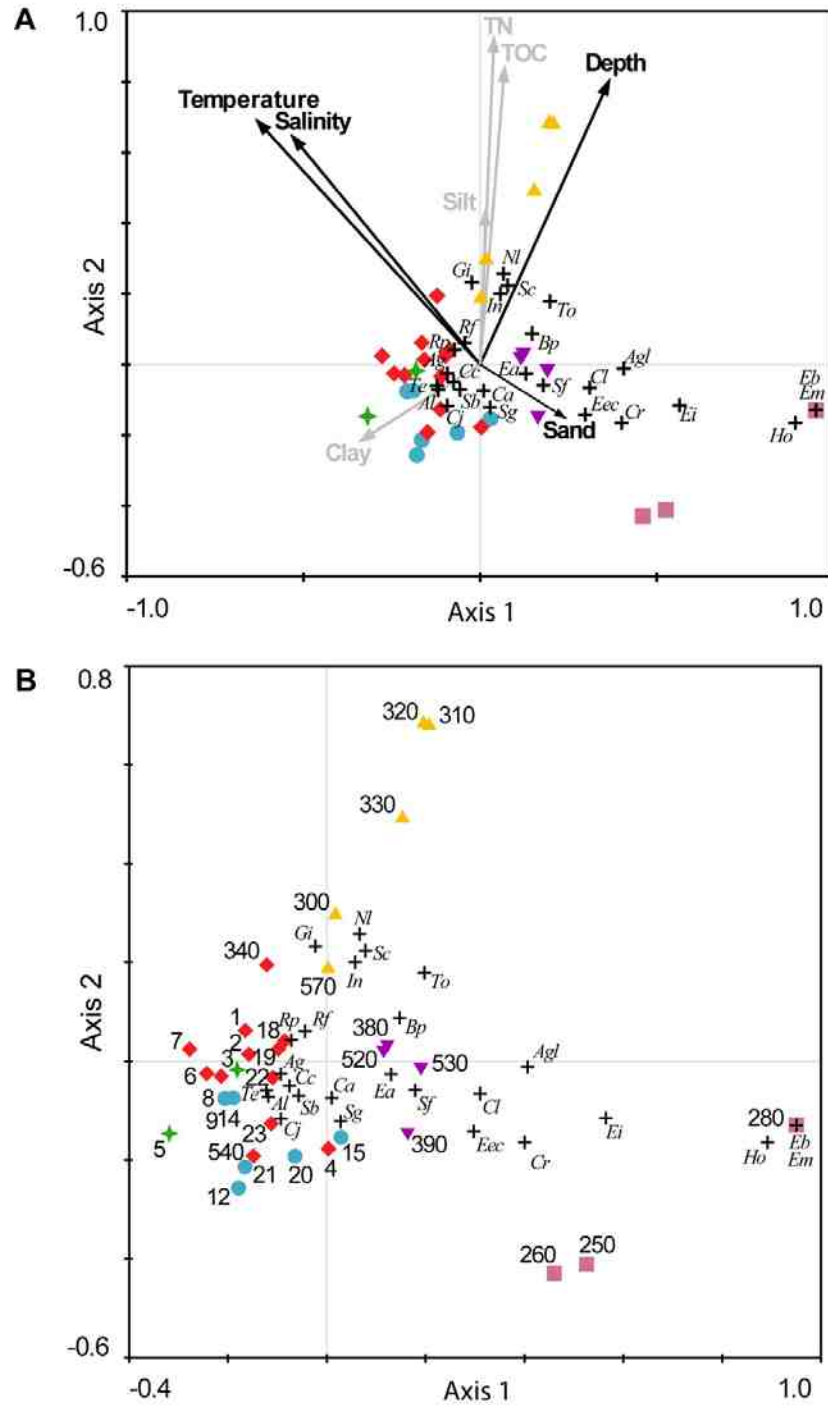 A
1.0
TN
TOC
Depth
Temperature
Salinity
Silt
Axis 2
Gi
Nl
Sc
In
To
Rf
Bp
Rp
Ag
Ea
Agl
Cc
Te
Sf
Cl
Eb
Em
Al
Sb
Ca
Cj
Sg
Eec
Cr
Ei
Ho
Sand
Clay
-0.6
-1.0
Axis 1
1.0
B
0.8
320
310
330
300
Gi
Nl
Sc
In
340
570
To
1
18
Rp
Rf
380
Bp
7
2
3
19
520
530
Agl
6
22
Ag
Cc
Ea
Te
Al
Sb
Ca
Sf
Cl
8
914
23
Cj
Sg
Eec
Ei
280
5
540
21
20
4
15
390
Cr
Ho
Eb
Em
12
Axis 2
260
250
-0.6
-0.4
Axis 1
1.0